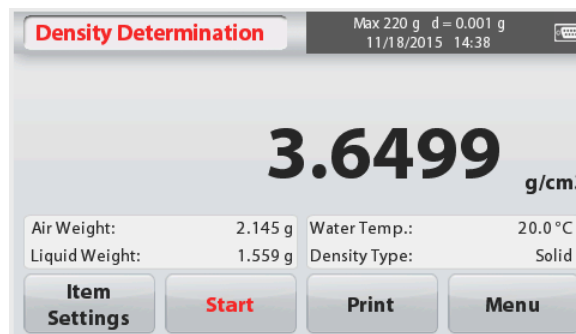 Density Determination
Max 220 g d = 0.001 g
11/18/2015 14:38
3.6499
g/cm3
Air Weight: 2.145 g Water Temp.: 20.0°C
Liquid Weight: 1.559 g Density Type: Solid
Item Settings
Start
Print
Menu